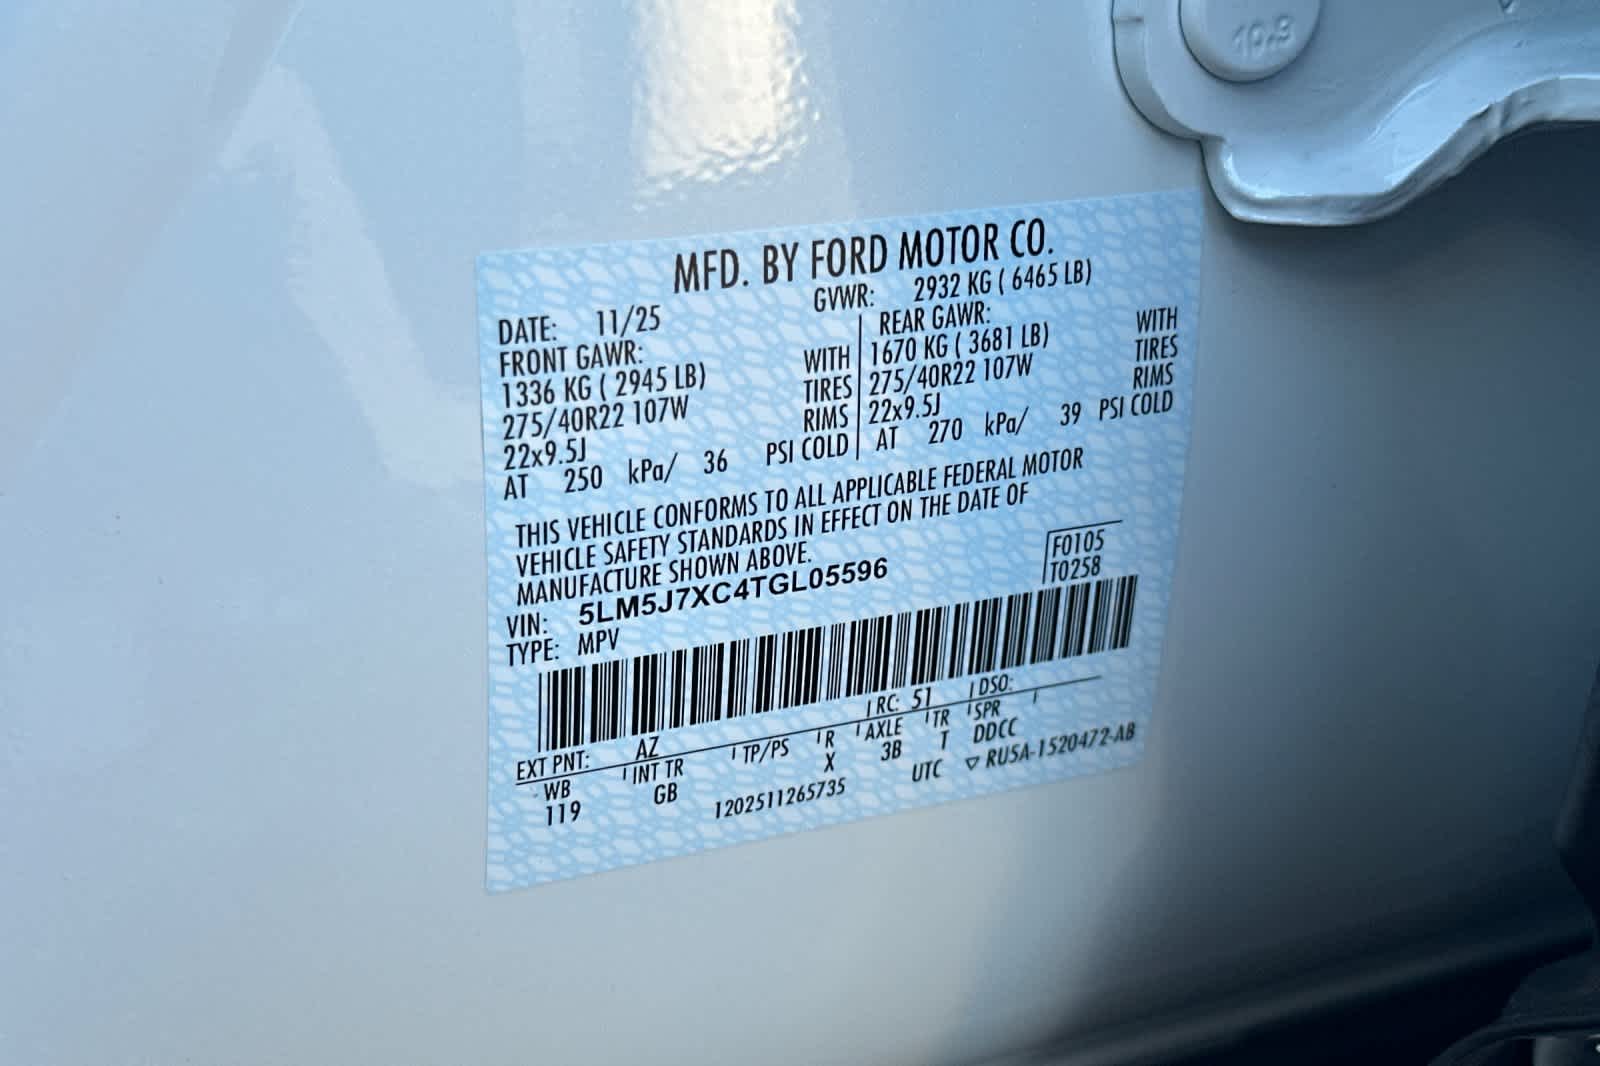 10.9
MFD. BY FORD MOTOR CO.
DATE: 11/25 GVWR: 2932 KG ( 6465 LB)
FRONT GAWR: REAR GAWR:
1336 KG ( 2945 LB) WITH 1670 KG ( 3681 LB) WITH
275/40R22 107W TIRES 275/40R22 107W TIRES
22x9.5J RIMS 22x9.5J RIMS
AT 250 kPa/ 36 PSI COLD AT 270 kPa/ 39 PSI COLD
THIS VEHICLE CONFORMS TO ALL APPLICABLE FEDERAL MOTOR
VEHICLE SAFETY STANDARDS IN EFFECT ON THE DATE OF
MANUFACTURE SHOWN ABOVE.
VIN: 5LM5J7XC4TGL05596 F0105
TYPE: MPV T0258
EXT PNT: AZ RC: 51 DSO:
WB INT TR TP/PS R AXLE TR SPR
119 GB X 3B T DDCC
1202511265735 UTC ▽ RU5A-1520472-AB